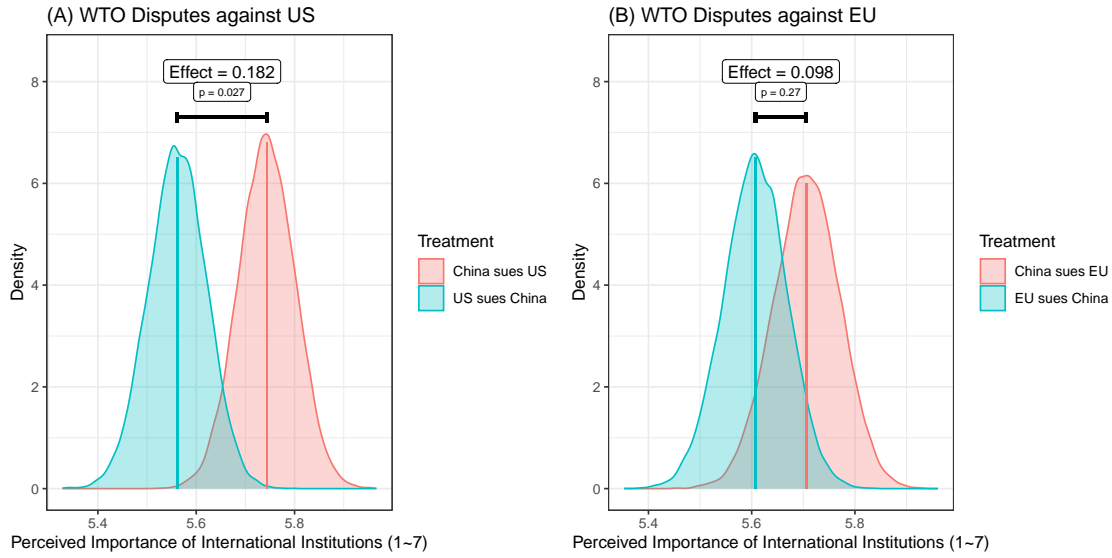 (A) WTO Disputes against US
Effect = 0.182
p = 0.027
8
6
4
2
0
Density
5.4
5.6
5.8
Perceived Importance of International Institutions (1~7)
Treatment
China sues US
US sues China
(B) WTO Disputes against EU
Effect = 0.098
p = 0.27
8
6
4
2
0
Density
5.4
5.6
5.8
Perceived Importance of International Institutions (1~7)
Treatment
China sues EU
EU sues China